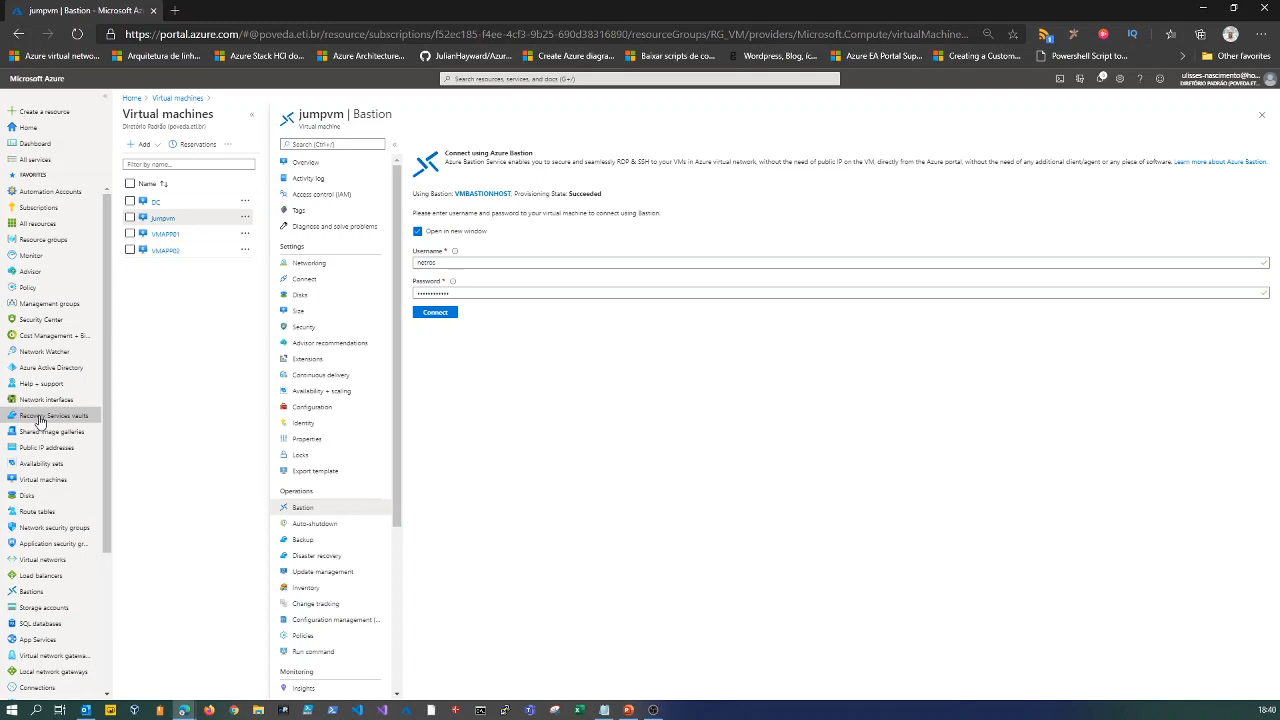 jumpvm | Bastion - Microsoft Az
https://portal.azure.com/#@poveda.eti.br/resource/subscriptions/f52ec185-f4ee-4cf3-9b25-690d38316890/resourceGroups/RG_VM/providers/Microsoft.Compute/virtualMachine...
Azure virtual netwo...
Arquitetura de linh...
Azure Stack HCI do...
Azure Architecture...
JulianHayward/Azur...
Create Azure diagra...
Baixar scripts de co...
Wordpress, Blog, íc...
Azure EA Portal Sup...
Creating a Custom...
Powershell Script to...
Other favorites
Microsoft Azure
Search resources, services, and docs (G+/)
ulisses-nascimento@ho...
DIRETÓRIO PADRÃO (POVEDA.ET...
Create a resource
Home
Dashboard
All services
FAVORITES
Automation Accounts
Subscriptions
All resources
Resource groups
Monitor
Advisor
Policy
Management groups
Security Center
Cost Management + Bi...
Network Watcher
Azure Active Directory
Help + support
Network interfaces
Recovery Services vaults
Shared image galleries
Public IP addresses
Availability sets
Virtual machines
Disks
Route tables
Network security groups
Application security gr...
Virtual networks
Load balancers
Bastions
Storage accounts
SQL databases
App Services
Virtual network gatewa...
Local network gateways
Connections
Home > Virtual machines >
Virtual machines
Diretório Padrão (poveda.eti.br)
Add
Reservations
Filter by name...
Name
DC
jumpvm
VMAPP01
VMAPP02
jumpvm | Bastion
Virtual machine
Search (Ctrl+/)
Overview
Activity log
Access control (IAM)
Tags
Diagnose and solve problems
Settings
Networking
Connect
Disks
Size
Security
Advisor recommendations
Extensions
Continuous delivery
Availability + scaling
Configuration
Identity
Properties
Locks
Export template
Operations
Bastion
Auto-shutdown
Backup
Disaster recovery
Update management
Inventory
Change tracking
Configuration management (...
Policies
Run command
Monitoring
Insights
Connect using Azure Bastion
Azure Bastion Service enables you to secure and seamlessly RDP & SSH to your VMs in Azure virtual network, without the need of public IP on the VM, directly from the Azure portal, without the need of any additional client/agent or any piece of software. Learn more about Azure Bastion.
Using Bastion: VMBASTIONHOST, Provisioning State: Succeeded
Please enter username and password to your virtual machine to connect using Bastion.
Open in new window
Username *
netros
Password *
Connect
18:40